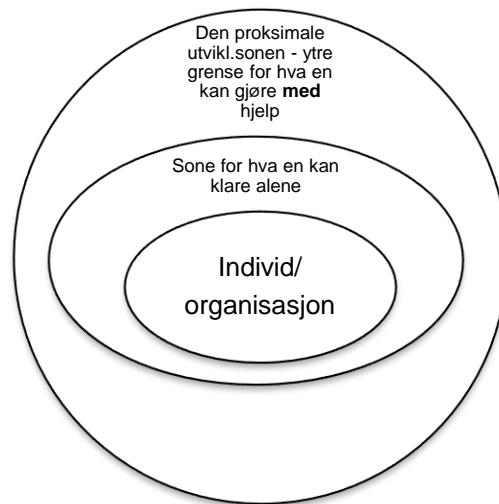 Den proksimale
utvikl.sonen - ytre
grense for hva en
kan gjøre med
hjelp
Sone for hva en kan
klare alene
Individ/
organisasjon